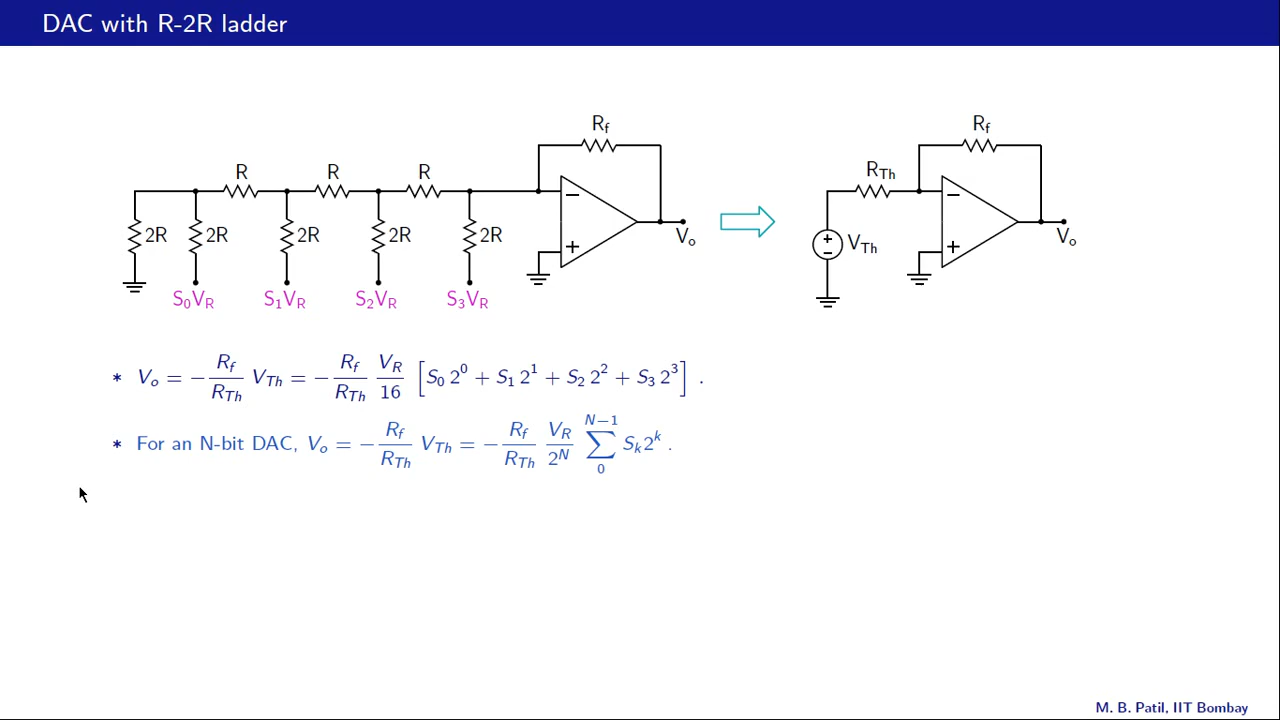 DAC with R-2R ladder
R_f R_f
R R R R_Th
2R 2R 2R 2R 2R V_o V_Th V_o
S_0V_R S_1V_R S_2V_R S_3V_R
* V_o = − R_f/R_Th V_Th = − R_f/R_Th V_R/16 [S_0 2^0 + S_1 2^1 + S_2 2^2 + S_3 2^3] .
* For an N-bit DAC, V_o = − R_f/R_Th V_Th = − R_f/R_Th V_R/2^N ∑_0^{N−1} S_k 2^k .
M. B. Patil, IIT Bombay